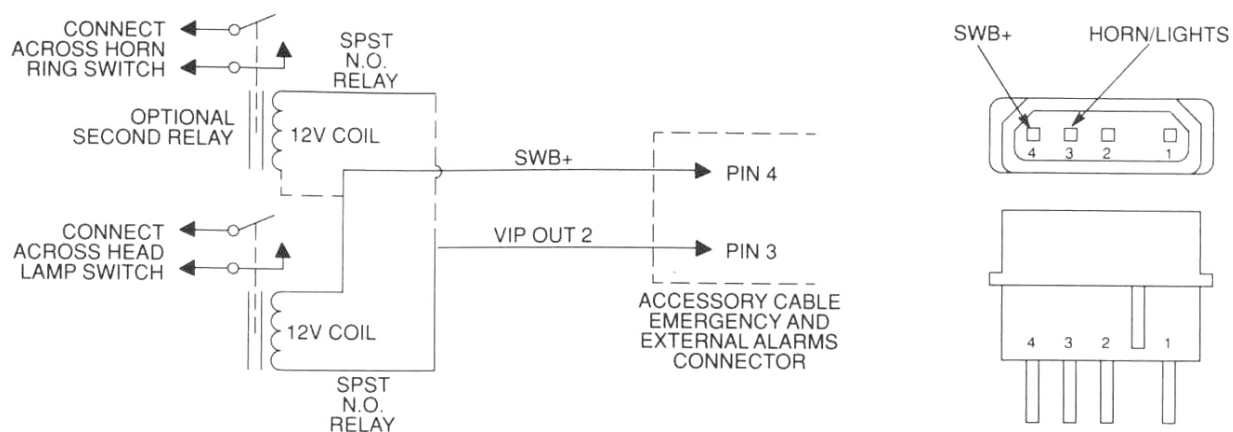 CONNECT
ACROSS HORN
RING SWITCH
SPST
N.O.
RELAY
OPTIONAL
SECOND RELAY
12V COIL
SWB+
PIN 4
CONNECT
ACROSS HEAD
LAMP SWITCH
VIP OUT 2
PIN 3
12V COIL
SPST
N.O.
RELAY
ACCESSORY CABLE
EMERGENCY AND
EXTERNAL ALARMS
CONNECTOR
SWB+ HORN/LIGHTS
4 3 2 1
4 3 2 1